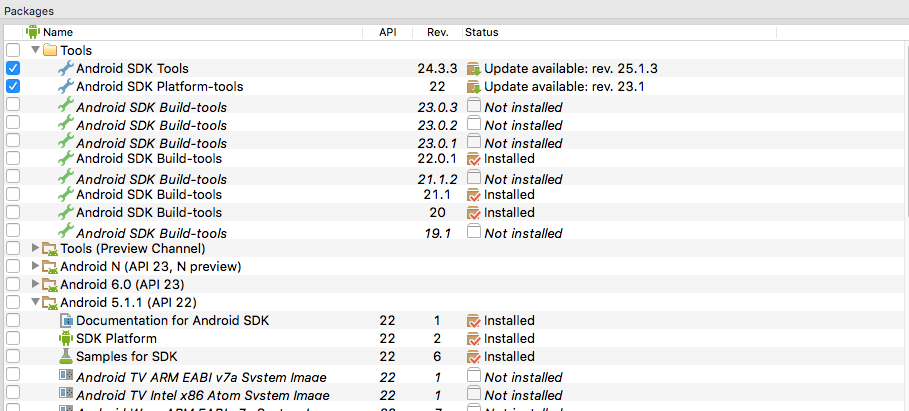 Packages
Name API Rev. Status
Tools
Android SDK Tools 24.3.3 Update available: rev. 25.1.3
Android SDK Platform-tools 22 Update available: rev. 23.1
Android SDK Build-tools 23.0.3 Not installed
Android SDK Build-tools 23.0.2 Not installed
Android SDK Build-tools 23.0.1 Not installed
Android SDK Build-tools 22.0.1 Installed
Android SDK Build-tools 21.1.2 Not installed
Android SDK Build-tools 21.1 Installed
Android SDK Build-tools 20 Installed
Android SDK Build-tools 19.1 Not installed
Tools (Preview Channel)
Android N (API 23, N preview)
Android 6.0 (API 23)
Android 5.1.1 (API 22)
Documentation for Android SDK 22 1 Installed
SDK Platform 22 2 Installed
Samples for SDK 22 6 Installed
Android TV ARM EABI v7a System Image 22 1 Not installed
Android TV Intel x86 Atom System Image 22 1 Not installed